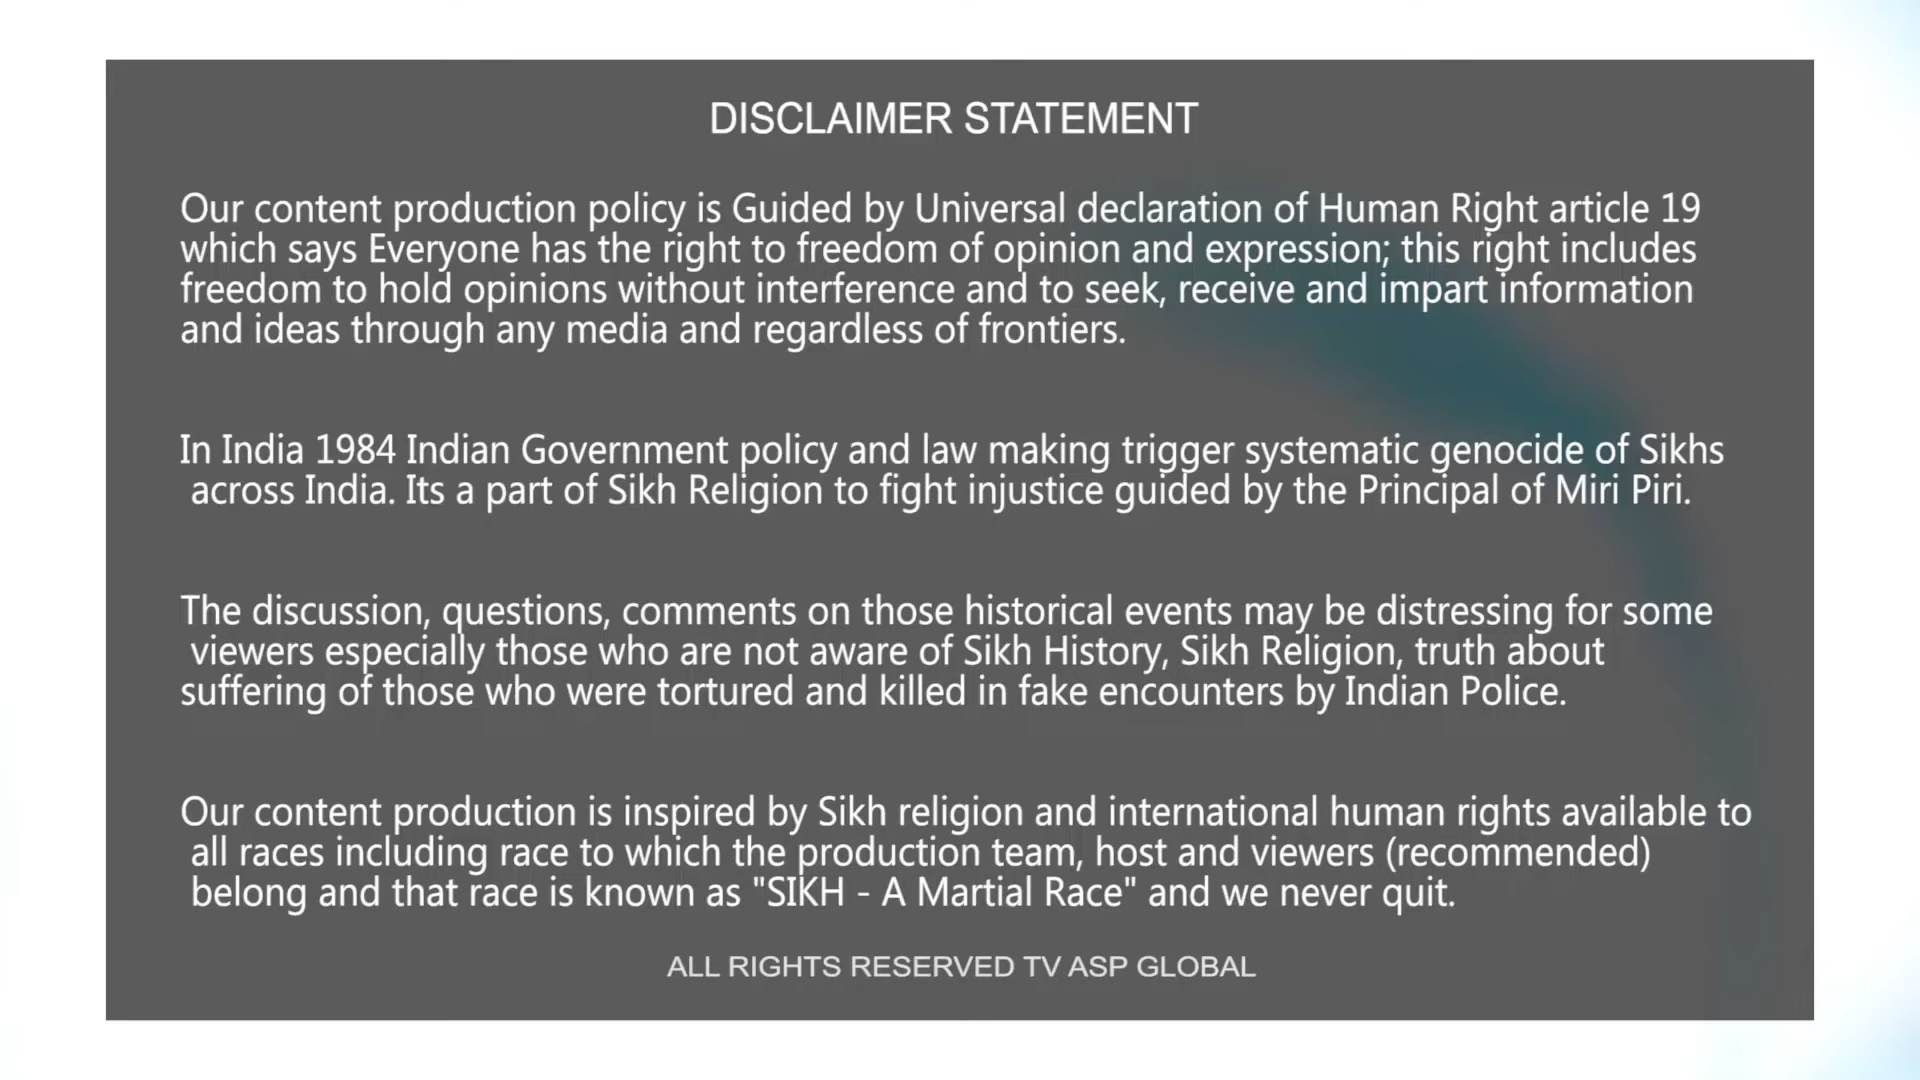 DISCLAIMER STATEMENT
Our content production policy is Guided by Universal declaration of Human Right article 19
which says Everyone has the right to freedom of opinion and expression; this right includes
freedom to hold opinions without interference and to seek, receive and impart information
and ideas through any media and regardless of frontiers.
In India 1984 Indian Government policy and law making trigger systematic genocide of Sikhs
across India. Its a part of Sikh Religion to fight injustice guided by the Principal of Miri Piri.
The discussion, questions, comments on those historical events may be distressing for some
viewers especially those who are not aware of Sikh History, Sikh Religion, truth about
suffering of those who were tortured and killed in fake encounters by Indian Police.
Our content production is inspired by Sikh religion and international human rights available to
all races including race to which the production team, host and viewers (recommended)
belong and that race is known as "SIKH - A Martial Race" and we never quit.
ALL RIGHTS RESERVED TV ASP GLOBAL